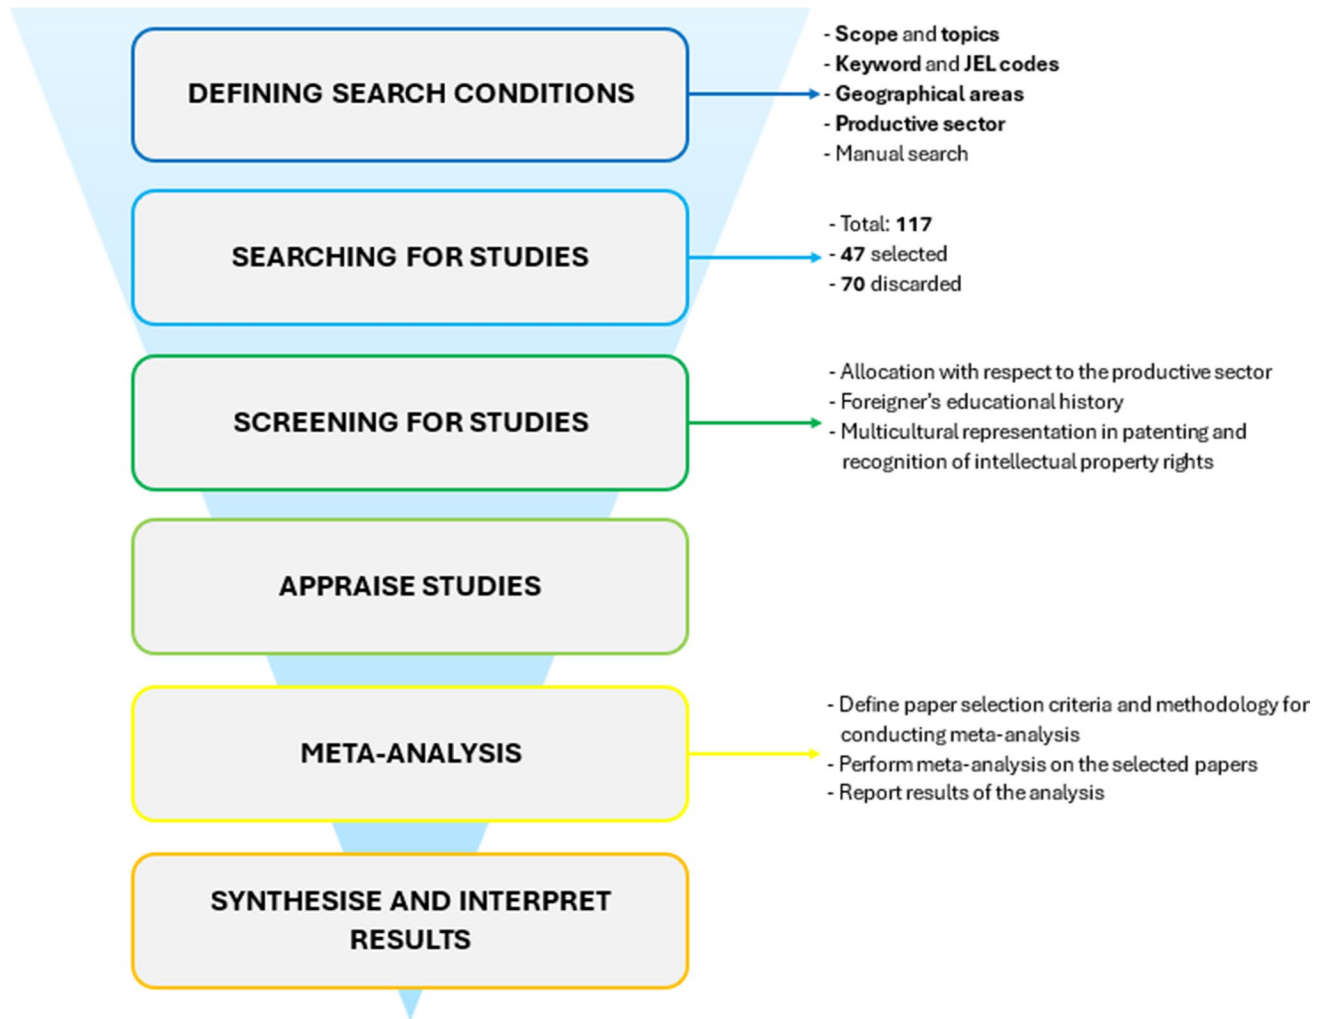 DEFINING SEARCH CONDITIONS
- Scope and topics
- Keyword and JEL codes
- Geographical areas
- Productive sector
- Manual search
SEARCHING FOR STUDIES
- Total: 117
- 47 selected
- 70 discarded
SCREENING FOR STUDIES
- Allocation with respect to the productive sector
- Foreigner's educational history
- Multicultural representation in patenting and
recognition of intellectual property rights
APPRAISE STUDIES
META-ANALYSIS
- Define paper selection criteria and methodology for
conducting meta-analysis
- Perform meta-analysis on the selected papers
- Report results of the analysis
SYNTHESISE AND INTERPRET
RESULTS